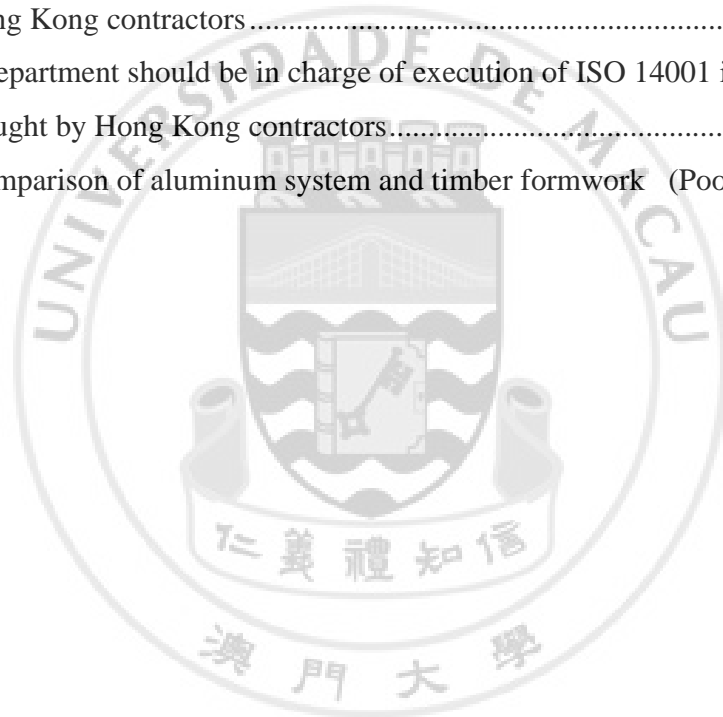 ng Kong contractors................................................................
epartment should be in charge of execution of ISO 14001 i
ught by Hong Kong contractors................................................
mparison of aluminum system and timber formwork (Poo
UNIVERSIDADE DE MACAU
仁義禮知信
澳門大學